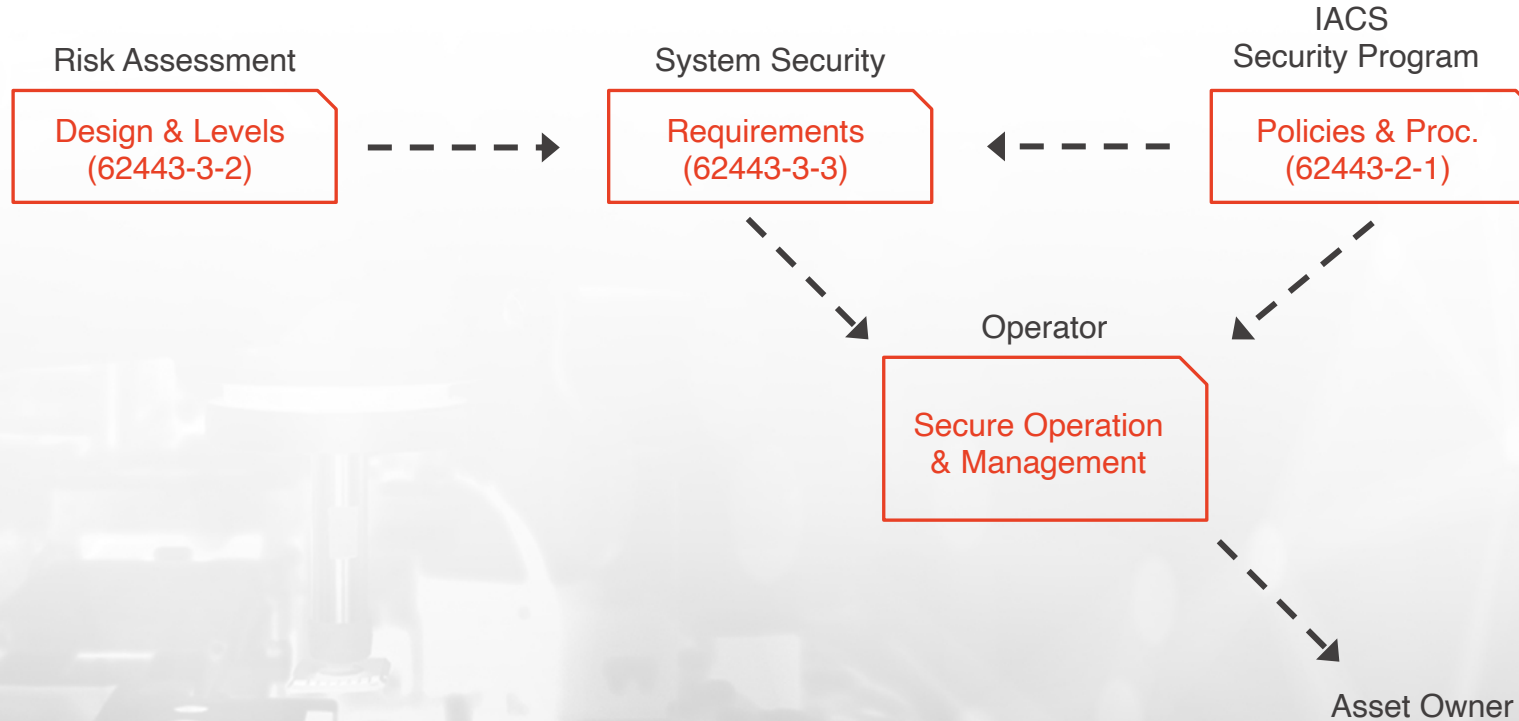 Risk Assessment
Design & Levels
(62443-3-2)
System Security
Requirements
(62443-3-3)
IACS
Security Program
Policies & Proc.
(62443-2-1)
Operator
Secure Operation
& Management
Asset Owner